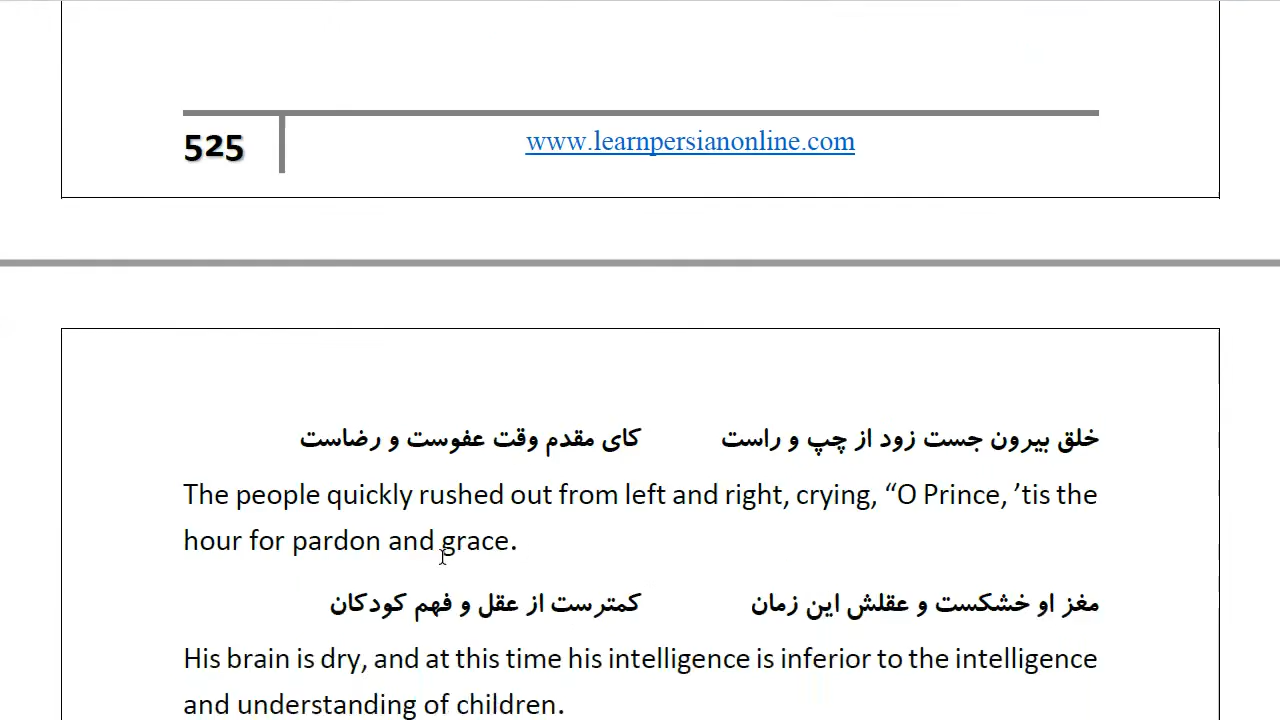 525
www.learnpersianonline.com
خلق بیرون جست زود از چپ و راست کای مقدم وقت عفوست و رضاست
The people quickly rushed out from left and right, crying, “O Prince, ’tis the
hour for pardon and grace.
مغز او خشکست و عقلش این زمان کمترست از عقل و فهم کودکان
His brain is dry, and at this time his intelligence is inferior to the intelligence
and understanding of children.